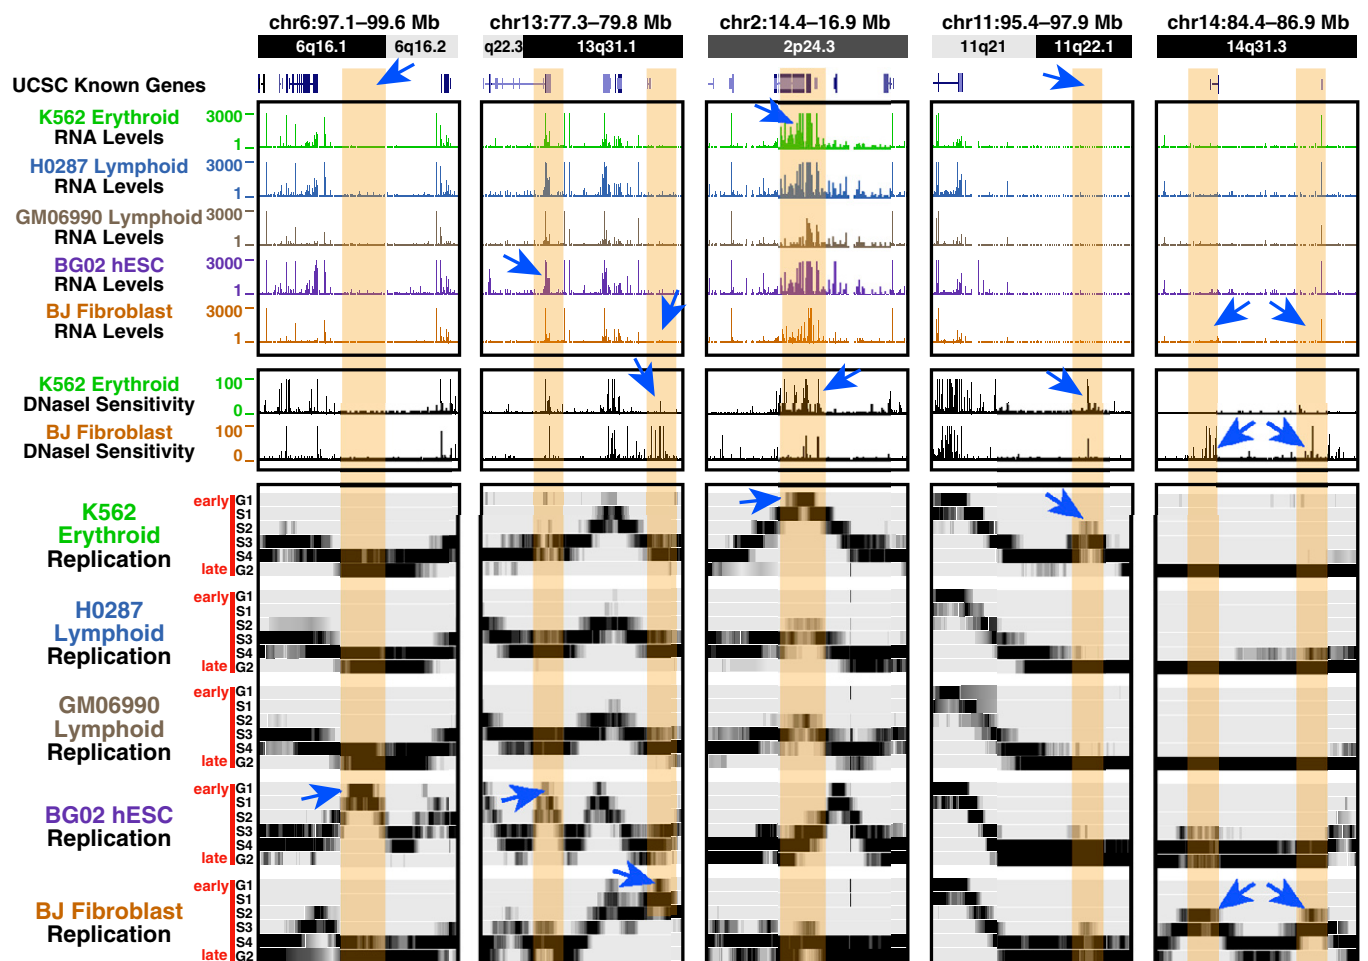 chr6:97.1–99.6 Mb chr13:77.3–79.8 Mb chr2:14.4–16.9 Mb chr11:95.4–97.9 Mb chr14:84.4–86.9 Mb
6q16.1 6q16.2 q22.3 13q31.1 2p24.3 11q21 11q22.1 14q31.3
UCSC Known Genes
K562 Erythroid 3000
RNA Levels 1
H0287 Lymphoid 3000
RNA Levels 1
GM06990 Lymphoid 3000
RNA Levels 1
BG02 hESC 3000
RNA Levels 1
BJ Fibroblast 3000
RNA Levels 1
K562 Erythroid 100
DNaseI Sensitivity 0
BJ Fibroblast 100
DNaseI Sensitivity 0
early G1
K562 S1
Erythroid S2
S3
Replication S4
late G2
early G1
H0287 S1
Lymphoid S2
S3
Replication S4
late G2
early G1
GM06990 S1
Lymphoid S2
S3
Replication S4
late G2
early G1
S1
BG02 hESC S2
Replication S3
S4
late G2
early G1
S1
BJ Fibroblast S2
Replication S3
S4
late G2